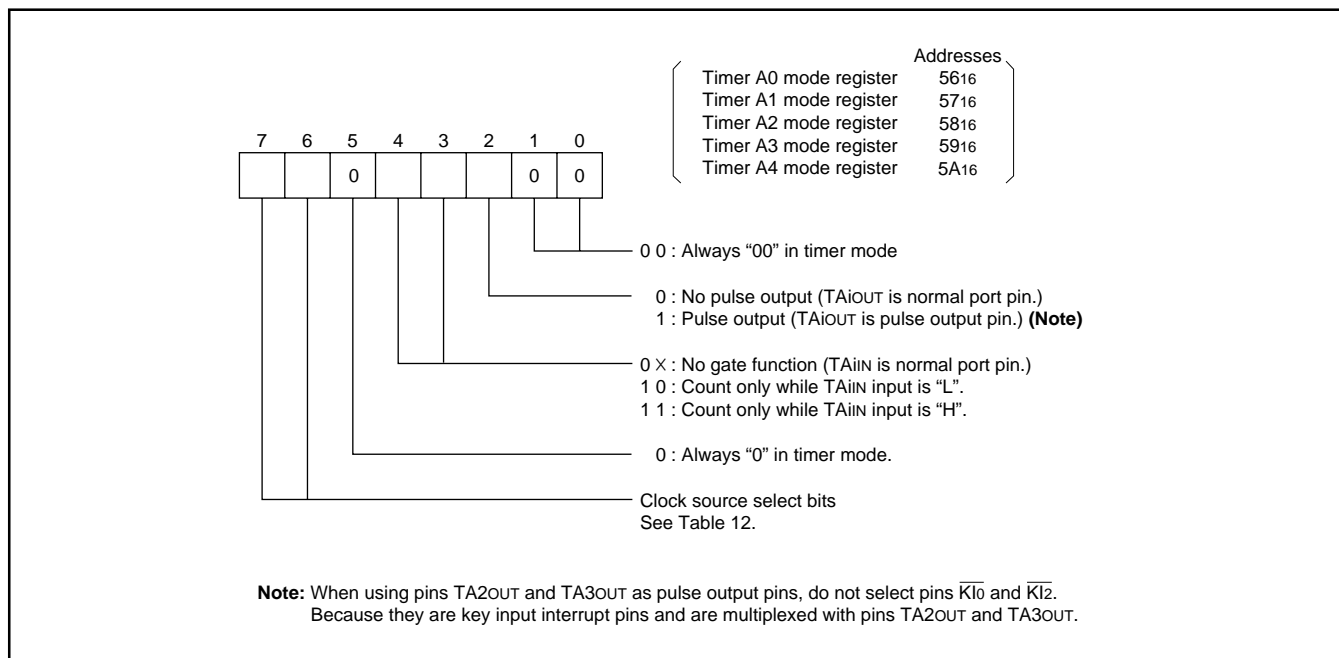 Addresses
Timer A0 mode register 5616
Timer A1 mode register 5716
Timer A2 mode register 5816
Timer A3 mode register 5916
Timer A4 mode register 5A16
7 6 5 4 3 2 1 0
0 0 0
0 0 : Always “00” in timer mode
0 : No pulse output (TAiOUT is normal port pin.)
1 : Pulse output (TAiOUT is pulse output pin.) (Note)
0 × : No gate function (TAiIN is normal port pin.)
1 0 : Count only while TAiIN input is “L”.
1 1 : Count only while TAiIN input is “H”.
0 : Always “0” in timer mode.
Clock source select bits
See Table 12.
Note: When using pins TA2OUT and TA3OUT as pulse output pins, do not select pins K̅I̅0 and K̅I̅2.
Because they are key input interrupt pins and are multiplexed with pins TA2OUT and TA3OUT.